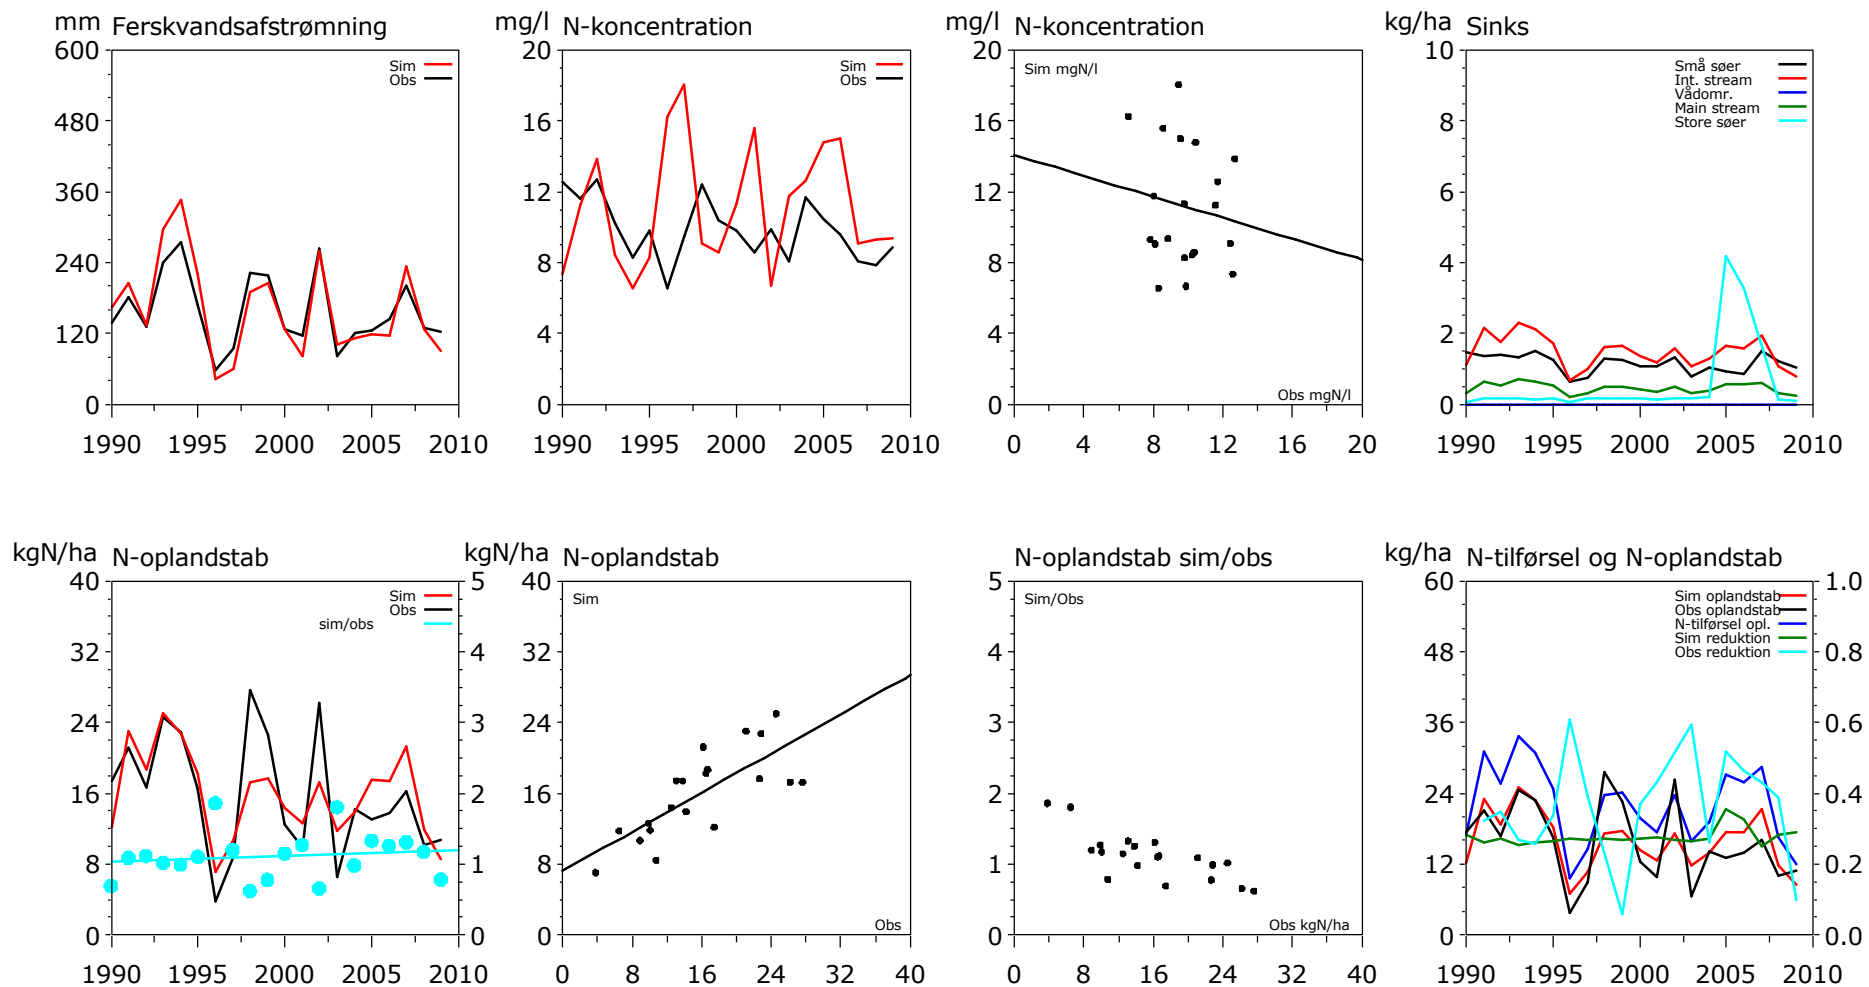 mm Ferskvandsafstrømning
600
480
360
240
120
0
1990 1995 2000 2005 2010
Sim
Obs
mg/l N-koncentration
20
16
12
8
4
0
1990 1995 2000 2005 2010
Sim
Obs
mg/l N-koncentration
20
16
12
8
4
0
0 4 8 12 16 20
Sim mgN/l
Obs mgN/l
kg/ha Sinks
10
8
6
4
2
0
1990 1995 2000 2005 2010
Små søer
Int. stream
Vådomr.
Main stream
Store søer
kgN/ha N-oplandstab
40
32
24
16
8
0
5
4
3
2
1
0
1990 1995 2000 2005 2010
Sim
Obs
sim/obs
kgN/ha N-oplandstab
40
32
24
16
8
0
0 8 16 24 32 40
Sim
Obs
N-oplandstab sim/obs
5
4
3
2
1
0
0 8 16 24 32 40
Sim/Obs
Obs kgN/ha
kg/ha N-tilførsel og N-oplandstab
60
48
36
24
12
0
1.0
0.8
0.6
0.4
0.2
0.0
1990 1995 2000 2005 2010
Sim oplandstab
Obs oplandstab
N-tilførsel opl.
Sim reduktion
Obs reduktion